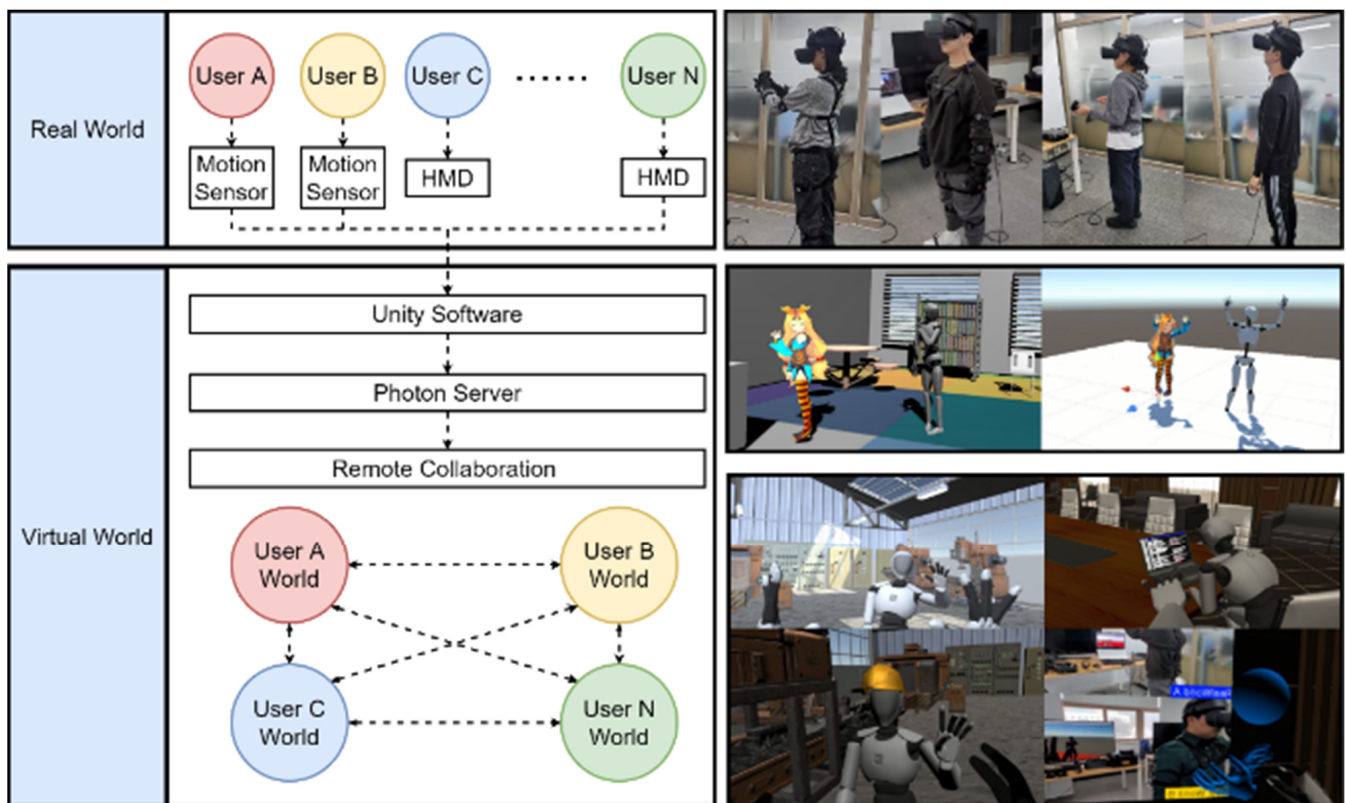 Real World
User A
User B
User C
User N
Motion
Sensor
Motion
Sensor
HMD
HMD
Virtual World
Unity Software
Photon Server
Remote Collaboration
User A
World
User B
World
User C
World
User N
World